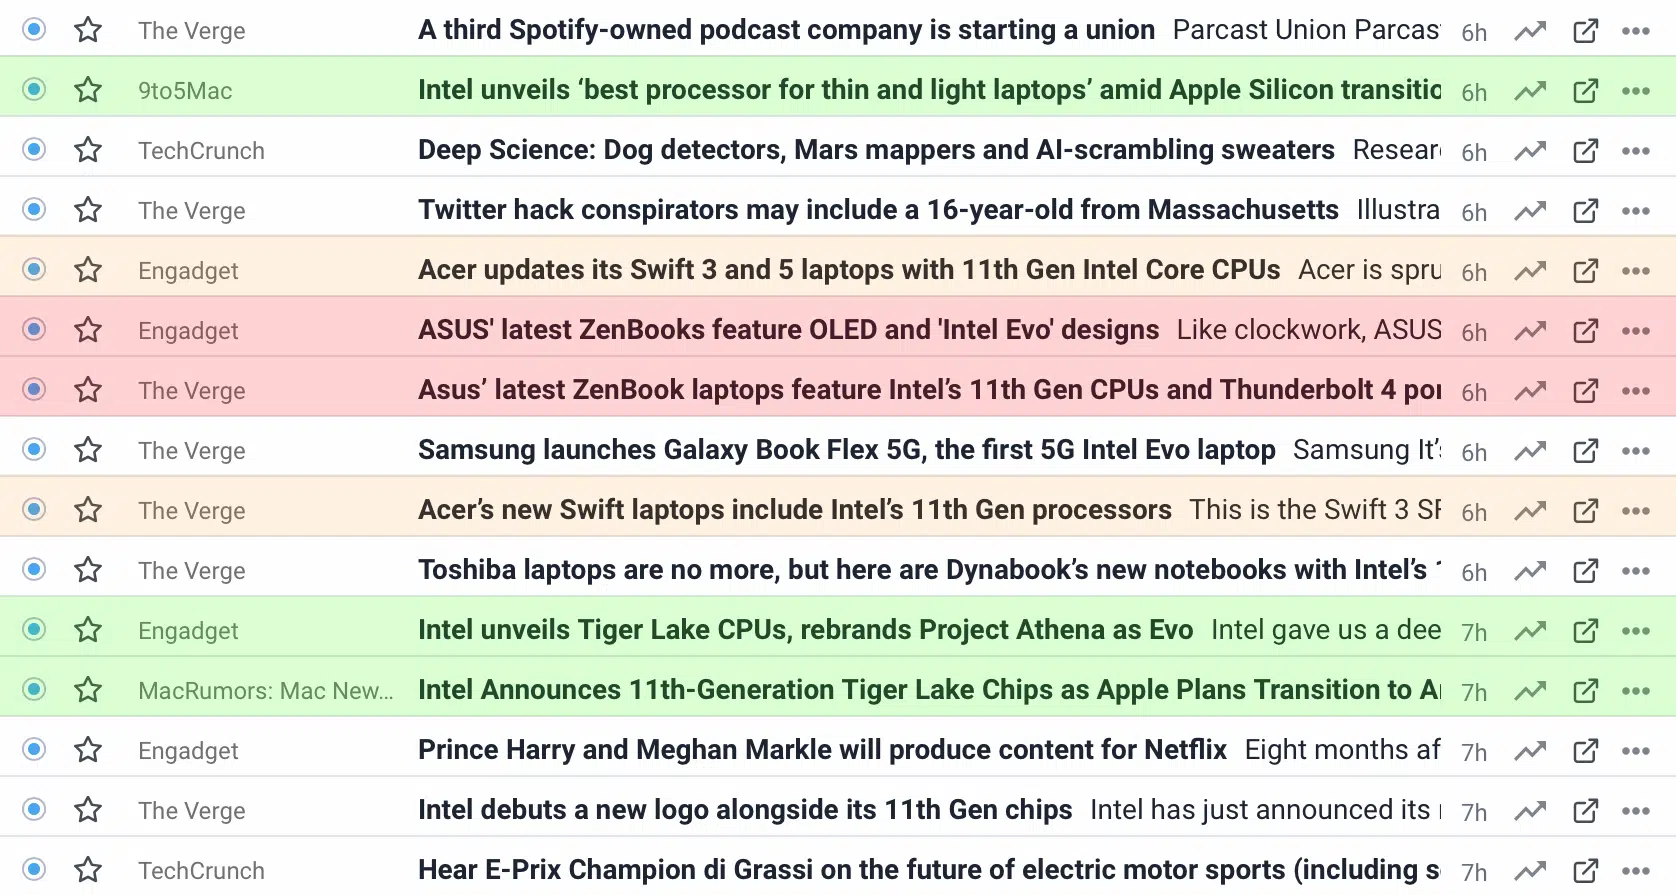 The Verge A third Spotify-owned podcast company is starting a union Parcast Union Parcas 6h
9to5Mac Intel unveils ‘best processor for thin and light laptops’ amid Apple Silicon transitio 6h
TechCrunch Deep Science: Dog detectors, Mars mappers and AI-scrambling sweaters Resear 6h
The Verge Twitter hack conspirators may include a 16-year-old from Massachusetts Illustra 6h
Engadget Acer updates its Swift 3 and 5 laptops with 11th Gen Intel Core CPUs Acer is spru 6h
Engadget ASUS' latest ZenBooks feature OLED and 'Intel Evo' designs Like clockwork, ASUS 6h
The Verge Asus’ latest ZenBook laptops feature Intel’s 11th Gen CPUs and Thunderbolt 4 por 6h
The Verge Samsung launches Galaxy Book Flex 5G, the first 5G Intel Evo laptop Samsung It’ 6h
The Verge Acer’s new Swift laptops include Intel’s 11th Gen processors This is the Swift 3 6h
The Verge Toshiba laptops are no more, but here are Dynabook’s new notebooks with Intel’s 6h
Engadget Intel unveils Tiger Lake CPUs, rebrands Project Athena as Evo Intel gave us a dee 7h
MacRumors: Mac New... Intel Announces 11th-Generation Tiger Lake Chips as Apple Plans Transition to 7h
Engadget Prince Harry and Meghan Markle will produce content for Netflix Eight months af 7h
The Verge Intel debuts a new logo alongside its 11th Gen chips Intel has just announced its 7h
TechCrunch Hear E-Prix Champion di Grassi on the future of electric motor sports (including s 7h